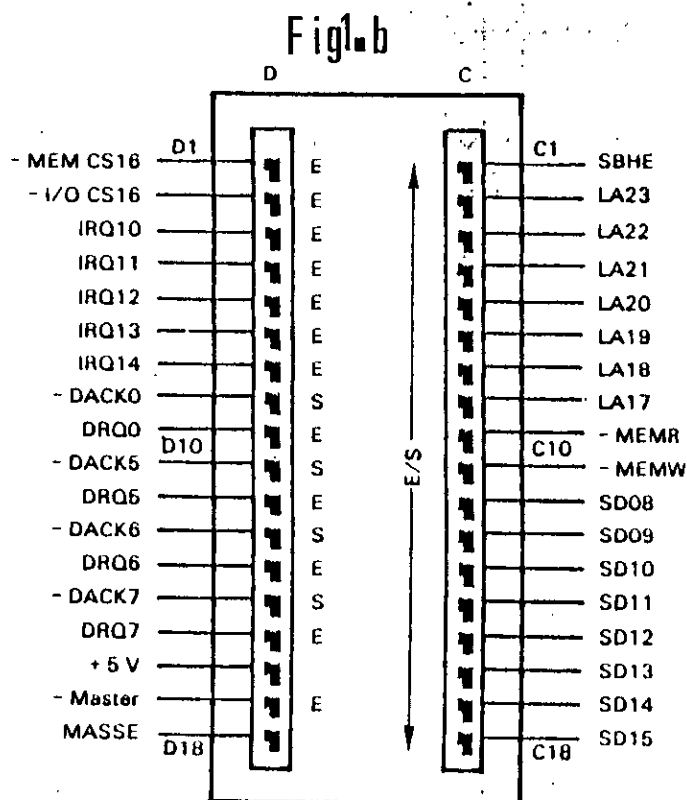 Fig1.b
D C
D1 C1
- MEM CS16 E SBHE
- I/O CS16 E LA23
IRQ10 E LA22
IRQ11 E LA21
IRQ12 E LA20
IRQ13 E LA19
IRQ14 E LA18
- DACK0 S LA17
DRQ0 E - MEMR
D10 C10
- DACK5 S - MEMW
E/S
DRQ5 E SD08
- DACK6 S SD09
DRQ6 E SD10
- DACK7 S SD11
DRQ7 E SD12
+ 5 V SD13
- Master E SD14
MASSE SD15
D18 C18